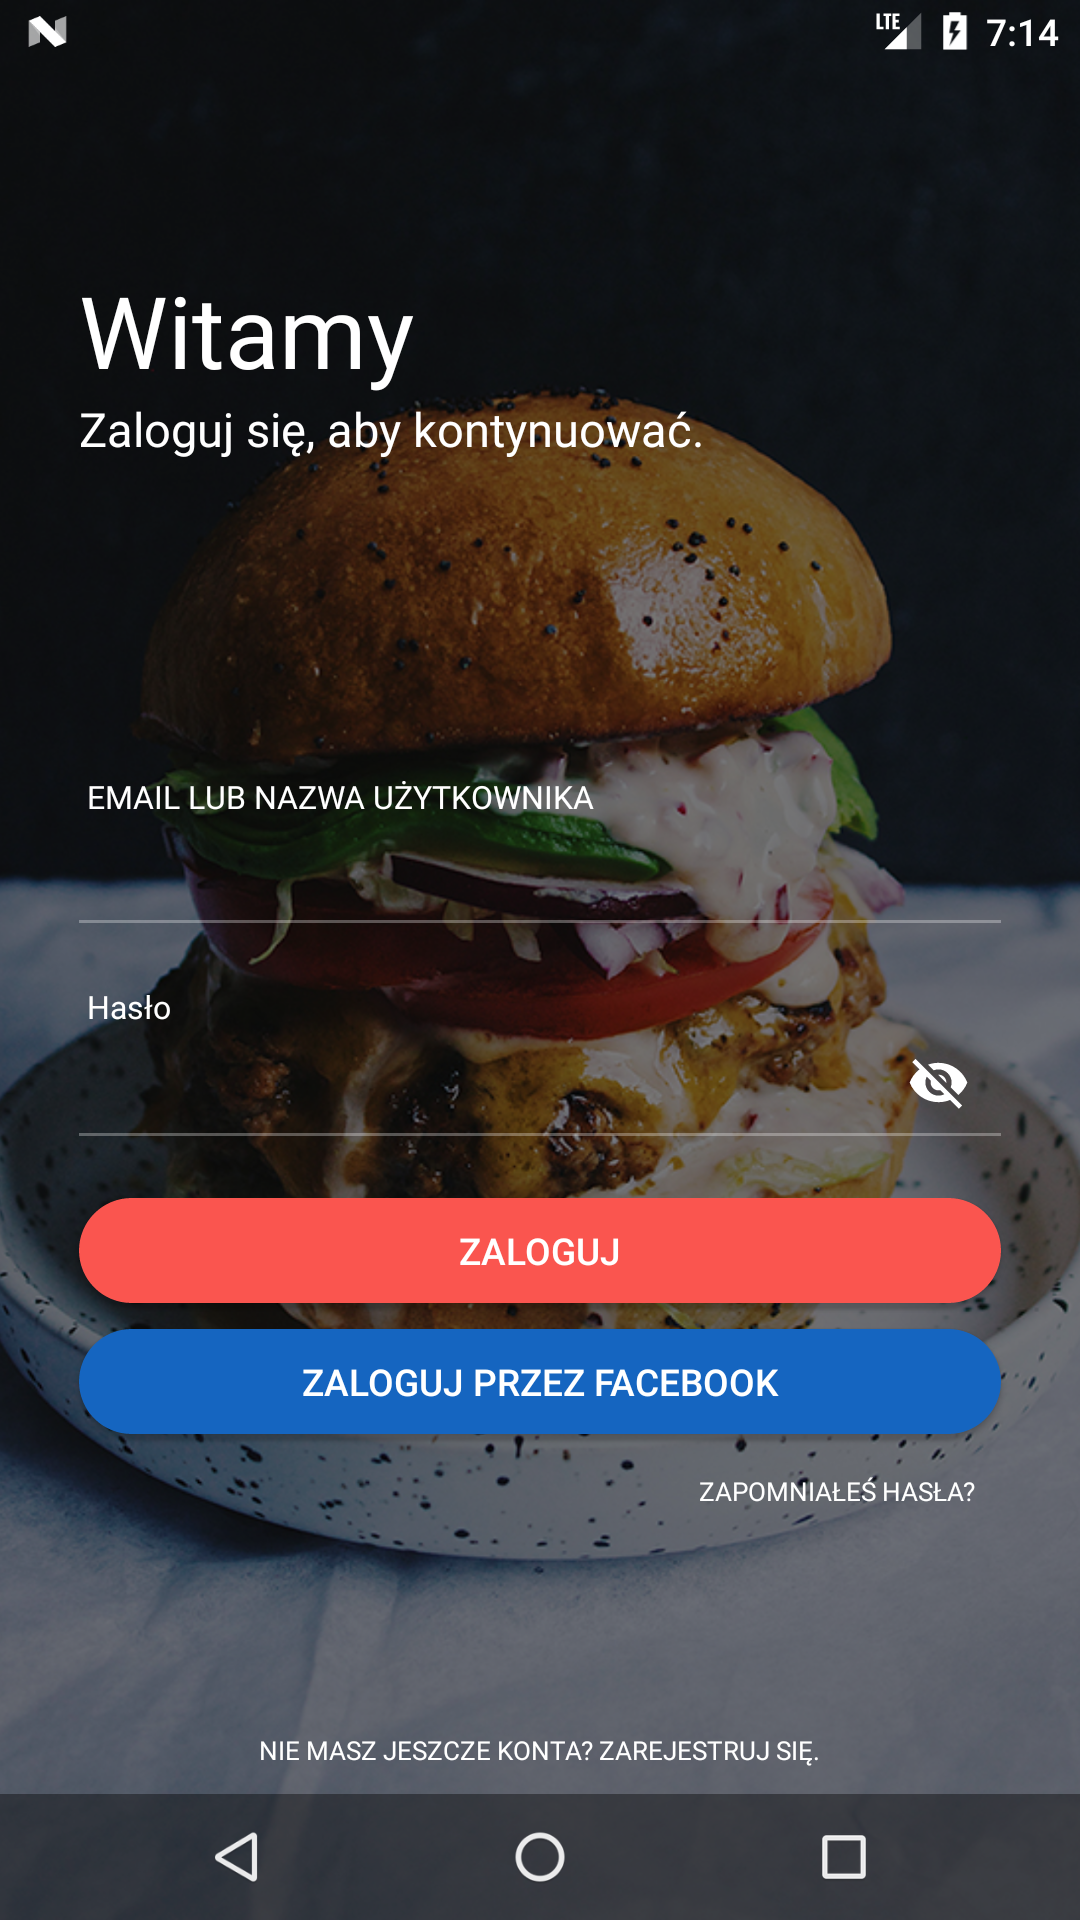 LTE 7:14
Witamy
Zaloguj się, aby kontynuować.
EMAIL LUB NAZWA UŻYTKOWNIKA
Hasło
ZALOGUJ
ZALOGUJ PRZEZ FACEBOOK
ZAPOMNIAŁEŚ HASŁA?
NIE MASZ JESZCZE KONTA? ZAREJESTRUJ SIĘ.